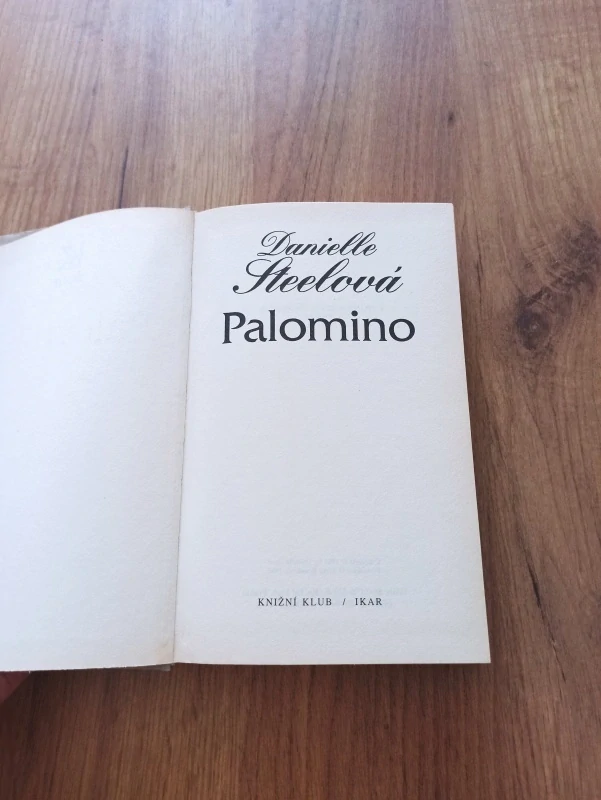 Danielle
Steelová
Palomino
KNIŽNÍ KLUB / IKAR